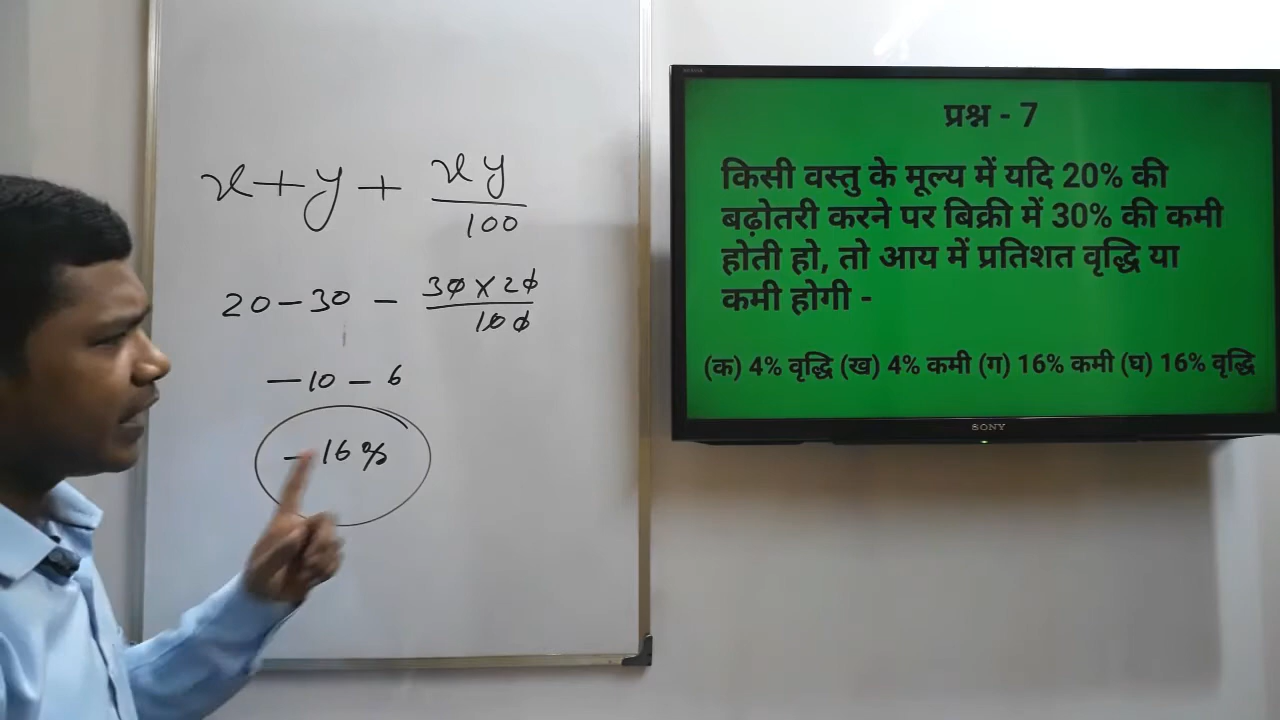 x + y + xy/100
20 - 30 - 30 × 20/100
- 10 - 6
- 16%
प्रश्न - 7
किसी वस्तु के मूल्य में यदि 20% की
बढ़ोतरी करने पर बिक्री में 30% की कमी
होती हो, तो आय में प्रतिशत वृद्धि या
कमी होगी -
(क) 4% वृद्धि (ख) 4% कमी (ग) 16% कमी (घ) 16% वृद्धि
SONY